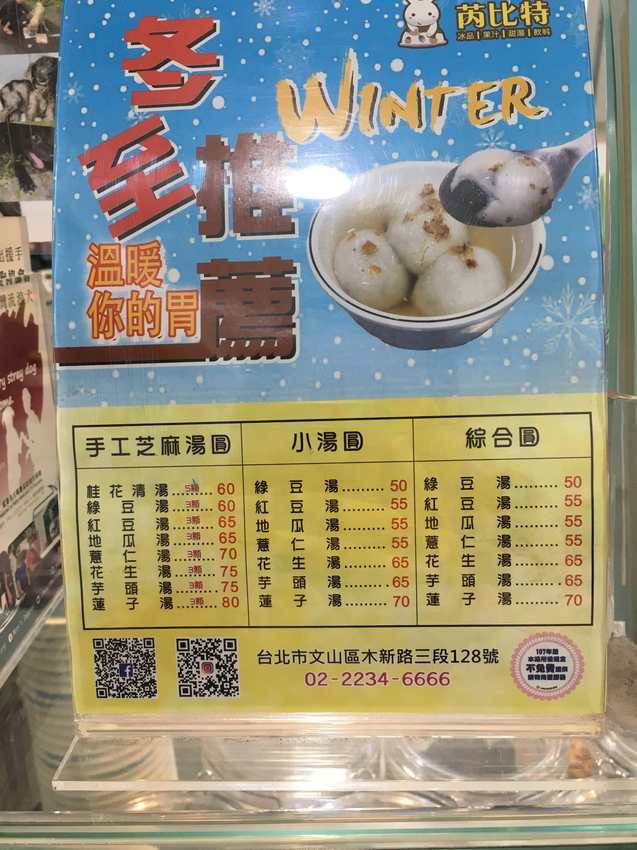 芮比特
冰品|果汁|甜湯|飲料
冬至推薦
WINTER
溫暖
你的胃
手工芝麻湯圓
桂花清湯.........5顆 60
綠豆湯.........3顆 60
紅豆湯.........3顆 65
地瓜湯.........3顆 65
薏仁湯.........3顆 70
花生湯.........3顆 75
芋頭湯.........3顆 75
蓮子湯.........3顆 80
小湯圓
綠豆湯.........50
紅豆湯.........55
地瓜湯.........55
薏仁湯.........55
花生湯.........65
芋頭湯.........65
蓮子湯.........70
綜合圓
綠豆湯.........50
紅豆湯.........55
地瓜湯.........55
薏仁湯.........55
花生湯.........65
芋頭湯.........65
蓮子湯.........70
台北市文山區木新路三段128號
02-2234-6666
107年起
不免費提供